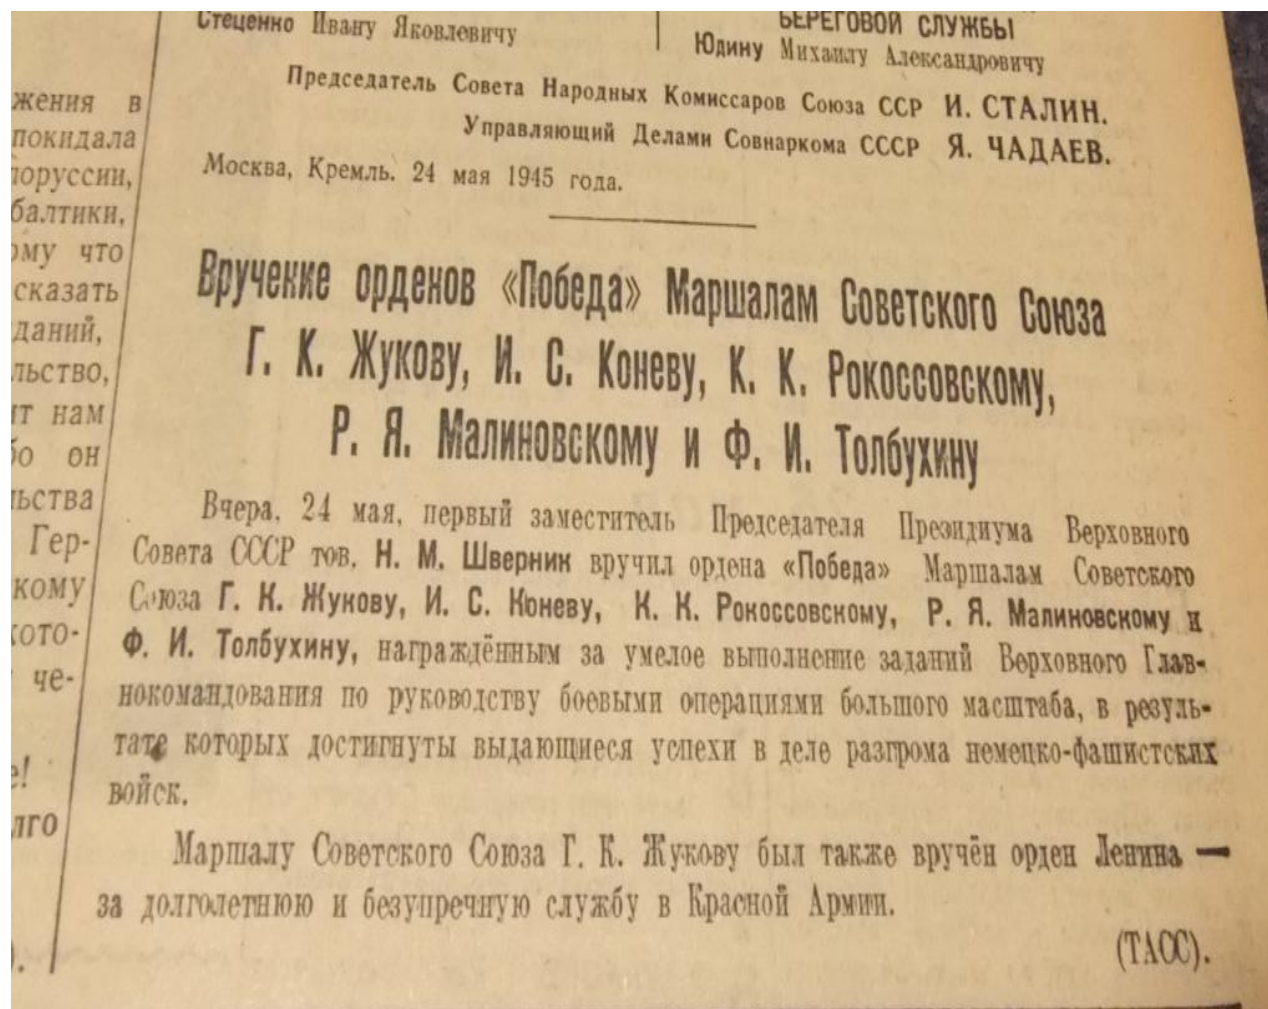 жения в
покидала
оруссии,
балтики,
ому что
сказать
даний,
льство,
ит нам
бо он
ьства
Гер-
кому
кото-
че-
е!
лго
).
Стеценко Ивану Яковлевичу
БЕРЕГОВОЙ СЛУЖБЫ
Юдину Михаилу Александровичу
Председатель Совета Народных Комиссаров Союза ССР И. СТАЛИН.
Управляющий Делами Совнаркома СССР Я. ЧАДАЕВ.
Москва, Кремль. 24 мая 1945 года.
Вручение орденов «Победа» Маршалам Советского Союза
Г. К. Жукову, И. С. Коневу, К. К. Рокоссовскому,
Р. Я. Малиновскому и Ф. И. Толбухину
Вчера, 24 мая, первый заместитель Председателя Президиума Верховного
Совета СССР тов. Н. М. Шверник вручил ордена «Победа» Маршалам Советского
Союза Г. К. Жукову, И. С. Коневу, К. К. Рокоссовскому, Р. Я. Малиновскому и
Ф. И. Толбухину, награждённым за умелое выполнение заданий Верховного Глав-
нокомандования по руководству боевыми операциями большого масштаба, в резуль-
тате которых достигнуты выдающиеся успехи в деле разгрома немецко-фашистских
войск.
Маршалу Советского Союза Г. К. Жукову был также вручён орден Ленина —
за долголетнюю и безупречную службу в Красной Армии.
(ТАСС).